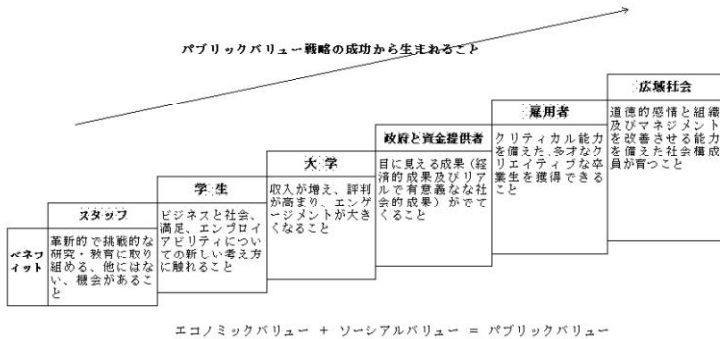 パブリックバリュー戦略の成功から生まれること
広域社会
道徳的感情と組織
及びマネジメント
を改善させる能力
を備えた社会構成
員が育つこと
雇用者
クリティカル能力
を備えた、多才なク
リエイティブな卒
業生を獲得できる
こと
政府と資金提供者
目に見える成果（経
済的成果及びリア
ルで有意義なな社
会的成果）がでて
くること
大学
収入が増え、評判
が高まり、エンゲ
ージメントが大き
くなること
学生
ビジネスと社会、
満足、エンプロイ
アビリティについ
ての新しい考え方
に触れること
スタッフ
革新的で挑戦的な
研究・教育に取り
組める、他にはな
い、機会があるこ
と
ベネフ
ィット
エコノミックバリュー + ソーシアルバリュー = パブリックバリュー